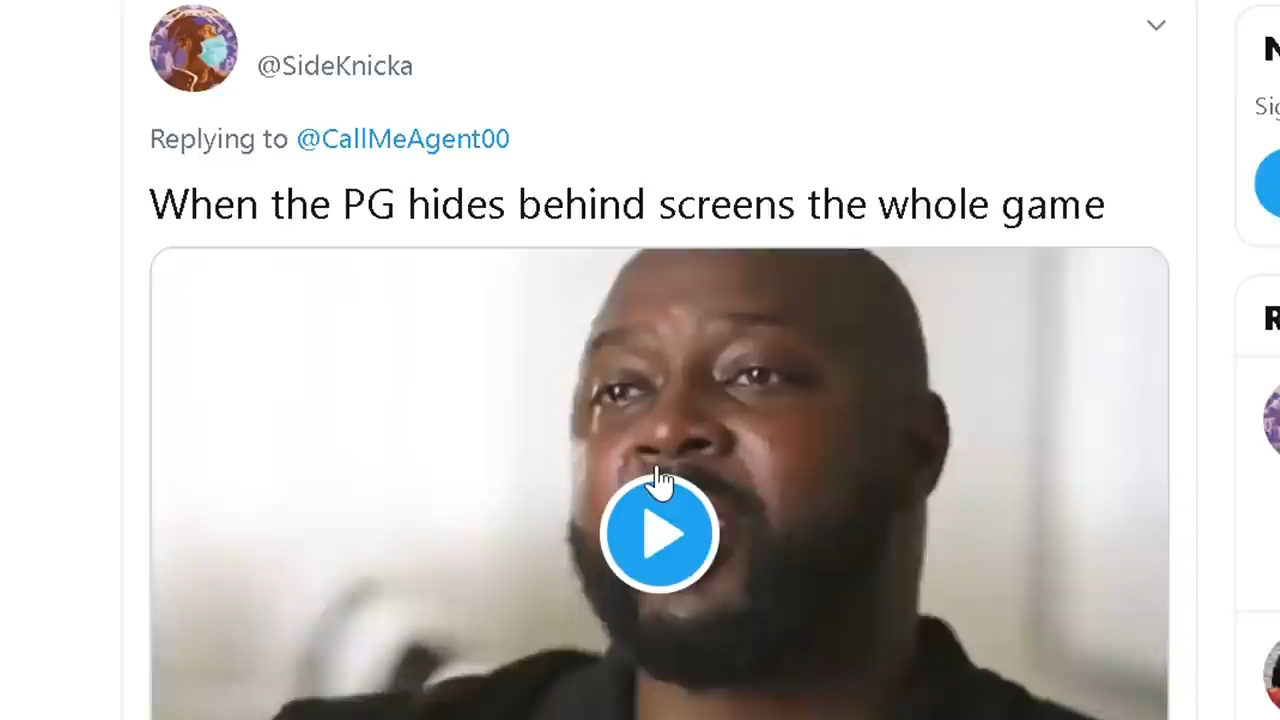 @SideKnicka
Replying to @CallMeAgent00
When the PG hides behind screens the whole game